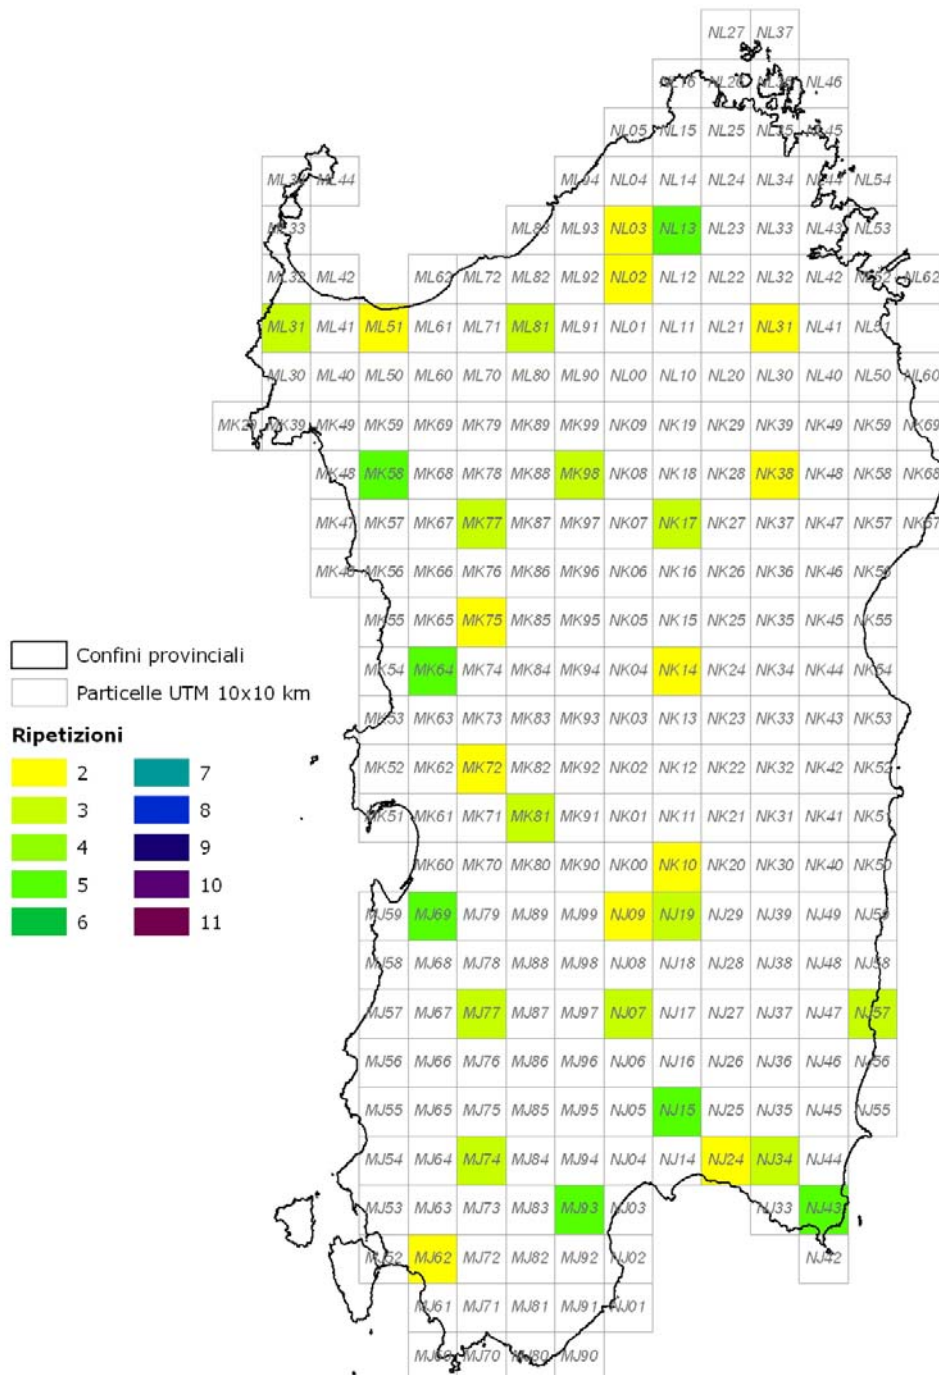 NL27 NL37
NL16 NL26 NL36 NL46
NL05 NL15 NL25 NL35 NL45
ML34 ML44 ML94 NL04 NL14 NL24 NL34 NL44 NL54
ML33 ML83 ML93 NL03 NL13 NL23 NL33 NL43 NL53
ML32 ML42 ML62 ML72 ML82 ML92 NL02 NL12 NL22 NL32 NL42 NL52 NL62
ML31 ML41 ML51 ML61 ML71 ML81 ML91 NL01 NL11 NL21 NL31 NL41 NL51
ML30 ML40 ML50 ML60 ML70 ML80 ML90 NL00 NL10 NL20 NL30 NL40 NL50 NL60
MK29 MK39 MK49 MK59 MK69 MK79 MK89 MK99 NK09 NK19 NK29 NK39 NK49 NK59 NK69
MK48 MK58 MK68 MK78 MK88 MK98 NK08 NK18 NK28 NK38 NK48 NK58 NK68
MK47 MK57 MK67 MK77 MK87 MK97 NK07 NK17 NK27 NK37 NK47 NK57 NK67
MK46 MK56 MK66 MK76 MK86 MK96 NK06 NK16 NK26 NK36 NK46 NK56
MK55 MK65 MK75 MK85 MK95 NK05 NK15 NK25 NK35 NK45 NK55
MK54 MK64 MK74 MK84 MK94 NK04 NK14 NK24 NK34 NK44 NK54
MK53 MK63 MK73 MK83 MK93 NK03 NK13 NK23 NK33 NK43 NK53
MK52 MK62 MK72 MK82 MK92 NK02 NK12 NK22 NK32 NK42 NK52
MK51 MK61 MK71 MK81 MK91 NK01 NK11 NK21 NK31 NK41 NK51
MK60 MK70 MK80 MK90 NK00 NK10 NK20 NK30 NK40 NK50
MJ59 MJ69 MJ79 MJ89 MJ99 NJ09 NJ19 NJ29 NJ39 NJ49 NJ59
MJ58 MJ68 MJ78 MJ88 MJ98 NJ08 NJ18 NJ28 NJ38 NJ48 NJ58
MJ57 MJ67 MJ77 MJ87 MJ97 NJ07 NJ17 NJ27 NJ37 NJ47 NJ57
MJ56 MJ66 MJ76 MJ86 MJ96 NJ06 NJ16 NJ26 NJ36 NJ46 NJ56
MJ55 MJ65 MJ75 MJ85 MJ95 NJ05 NJ15 NJ25 NJ35 NJ45 NJ55
MJ54 MJ64 MJ74 MJ84 MJ94 NJ04 NJ14 NJ24 NJ34 NJ44
MJ53 MJ63 MJ73 MJ83 MJ93 NJ03 NJ33 NJ43
MJ52 MJ62 MJ72 MJ82 MJ92 NJ02 NJ42
MJ61 MJ71 MJ81 MJ91 NJ01
MJ60 MJ70 MJ80 MJ90
Confini provinciali
Particelle UTM 10x10 km
Ripetizioni
2 7
3 8
4 9
5 10
6 11